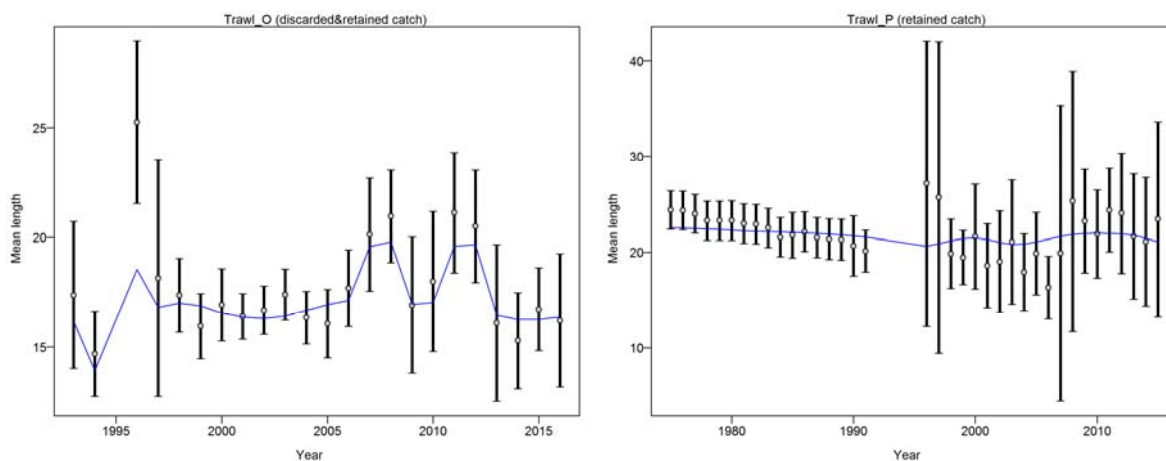 Trawl_O (discarded&retained catch)
Mean length
25
20
15
1995 2000 2005 2010 2015
Year
Trawl_P (retained catch)
Mean length
40
30
20
10
1980 1990 2000 2010
Year